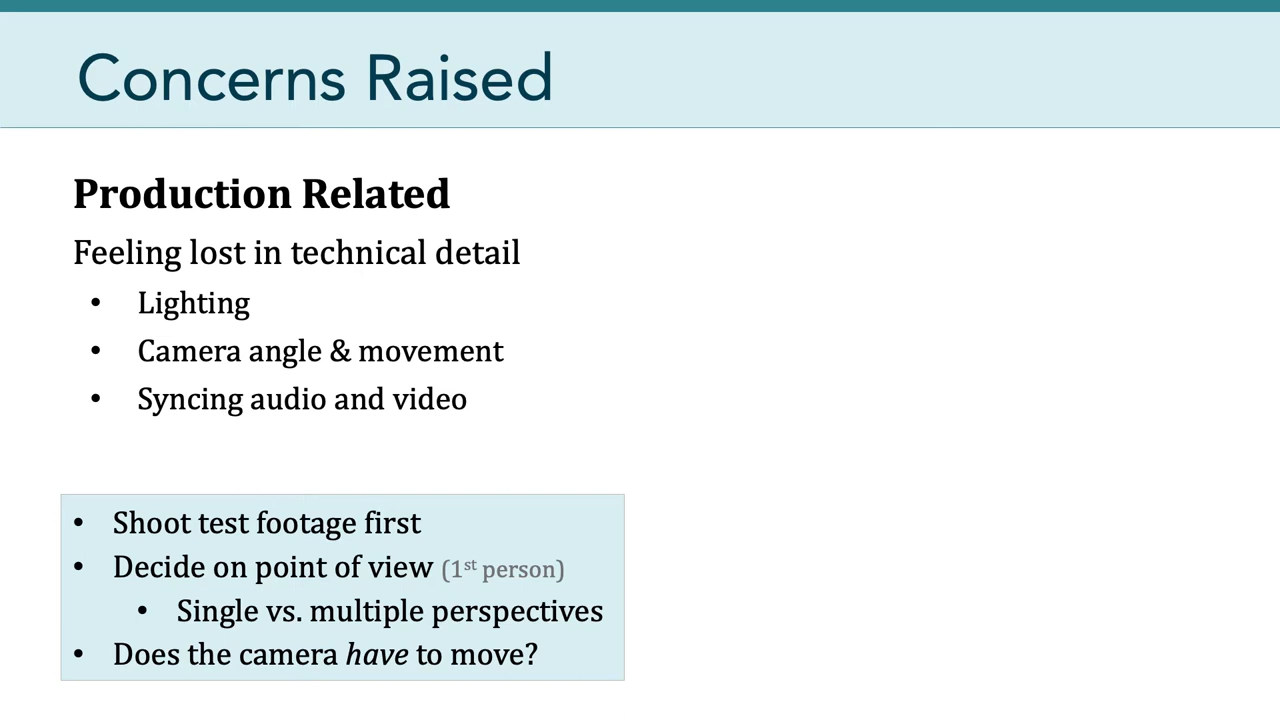 Concerns Raised
Production Related
Feeling lost in technical detail
• Lighting
• Camera angle & movement
• Syncing audio and video
• Shoot test footage first
• Decide on point of view (1st person)
• Single vs. multiple perspectives
• Does the camera have to move?